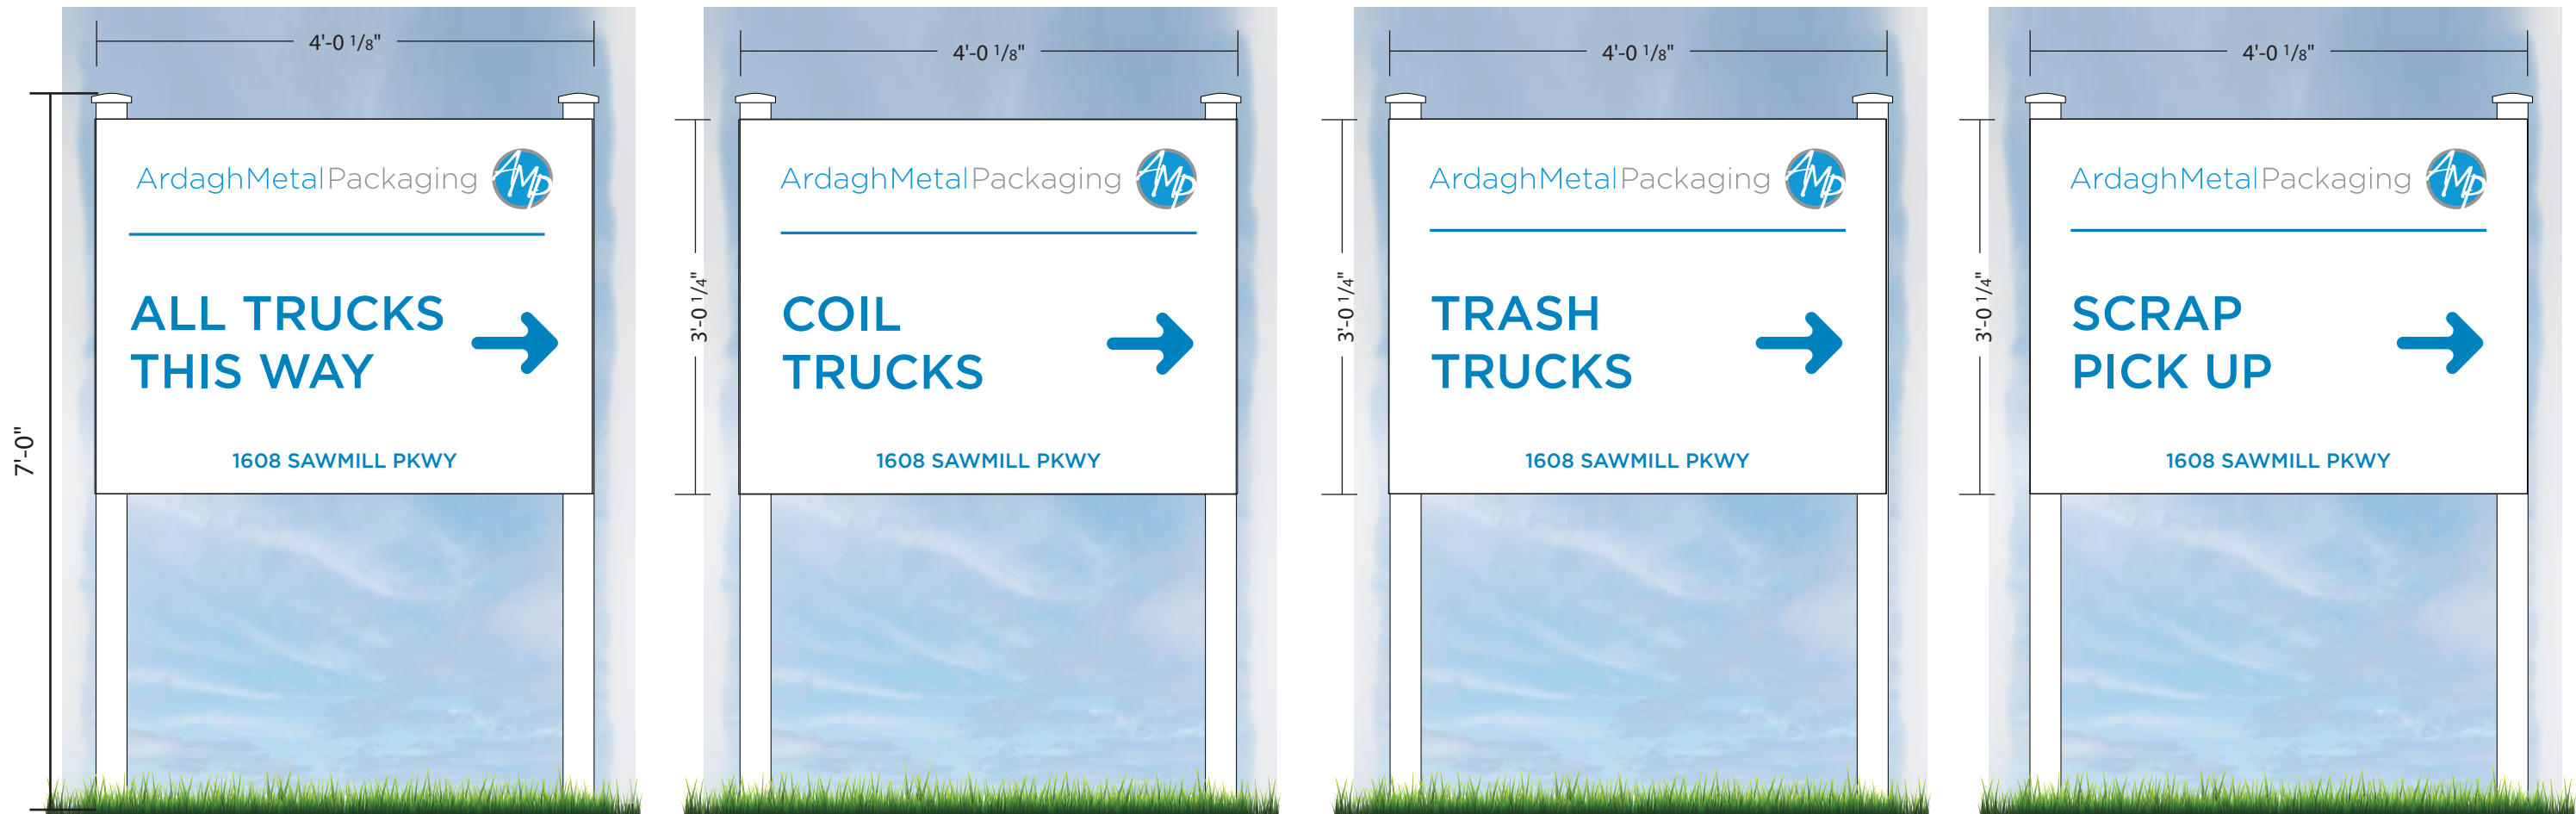 4'-0 1/8"
7'-0"
ArdaghMetalPackaging AMP
ALL TRUCKS
THIS WAY
1608 SAWMILL PKWY
4'-0 1/8"
3'-0 1/4"
ArdaghMetalPackaging AMP
COIL
TRUCKS
1608 SAWMILL PKWY
4'-0 1/8"
3'-0 1/4"
ArdaghMetalPackaging AMP
TRASH
TRUCKS
1608 SAWMILL PKWY
4'-0 1/8"
3'-0 1/4"
ArdaghMetalPackaging AMP
SCRAP
PICK UP
1608 SAWMILL PKWY